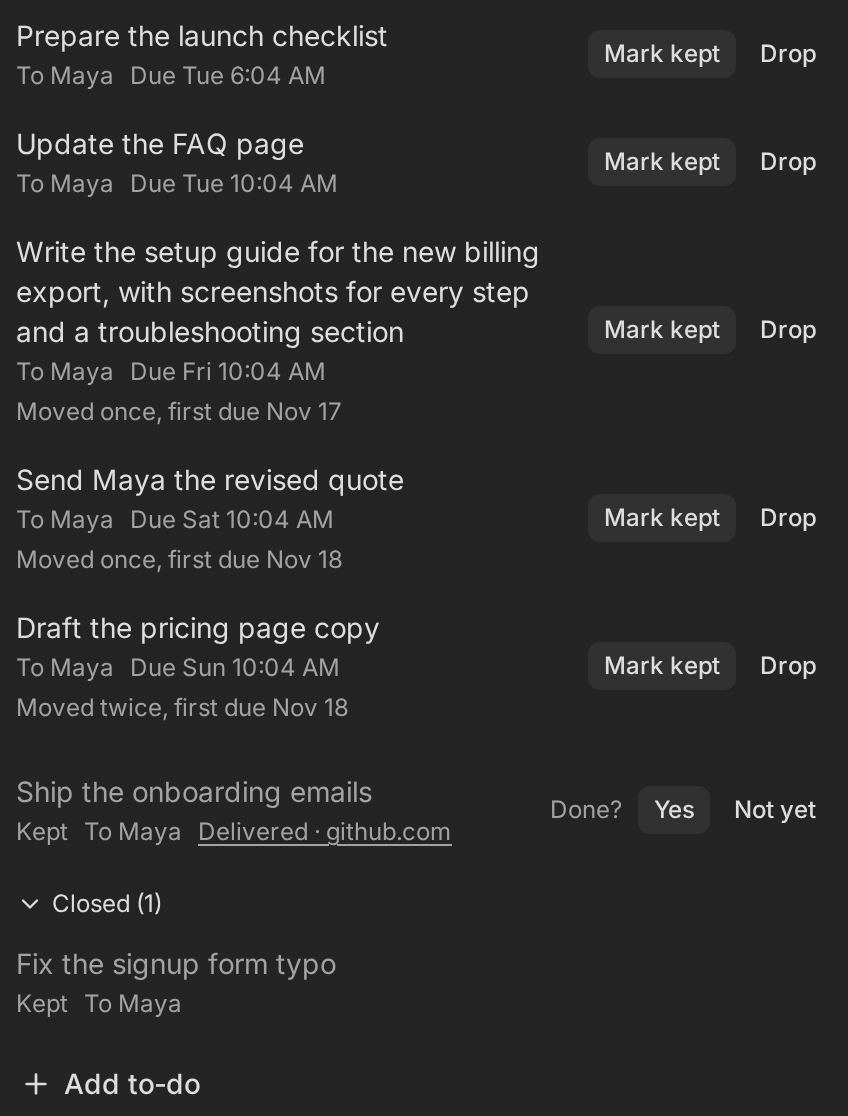 Prepare the launch checklist
To Maya Due Tue 6:04 AM
Mark kept Drop
Update the FAQ page
To Maya Due Tue 10:04 AM
Mark kept Drop
Write the setup guide for the new billing
export, with screenshots for every step
and a troubleshooting section
To Maya Due Fri 10:04 AM
Moved once, first due Nov 17
Mark kept Drop
Send Maya the revised quote
To Maya Due Sat 10:04 AM
Moved once, first due Nov 18
Mark kept Drop
Draft the pricing page copy
To Maya Due Sun 10:04 AM
Moved twice, first due Nov 18
Mark kept Drop
Ship the onboarding emails
Kept To Maya Delivered · github.com
Done? Yes Not yet
Closed (1)
Fix the signup form typo
Kept To Maya
Add to-do